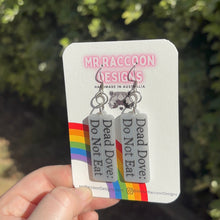 MR RACCOON
DESIGNS
HANDMADE IN AUSTRALIA
Dead Dove:
Do Not Eat!
Dead Dove:
Do Not Eat!